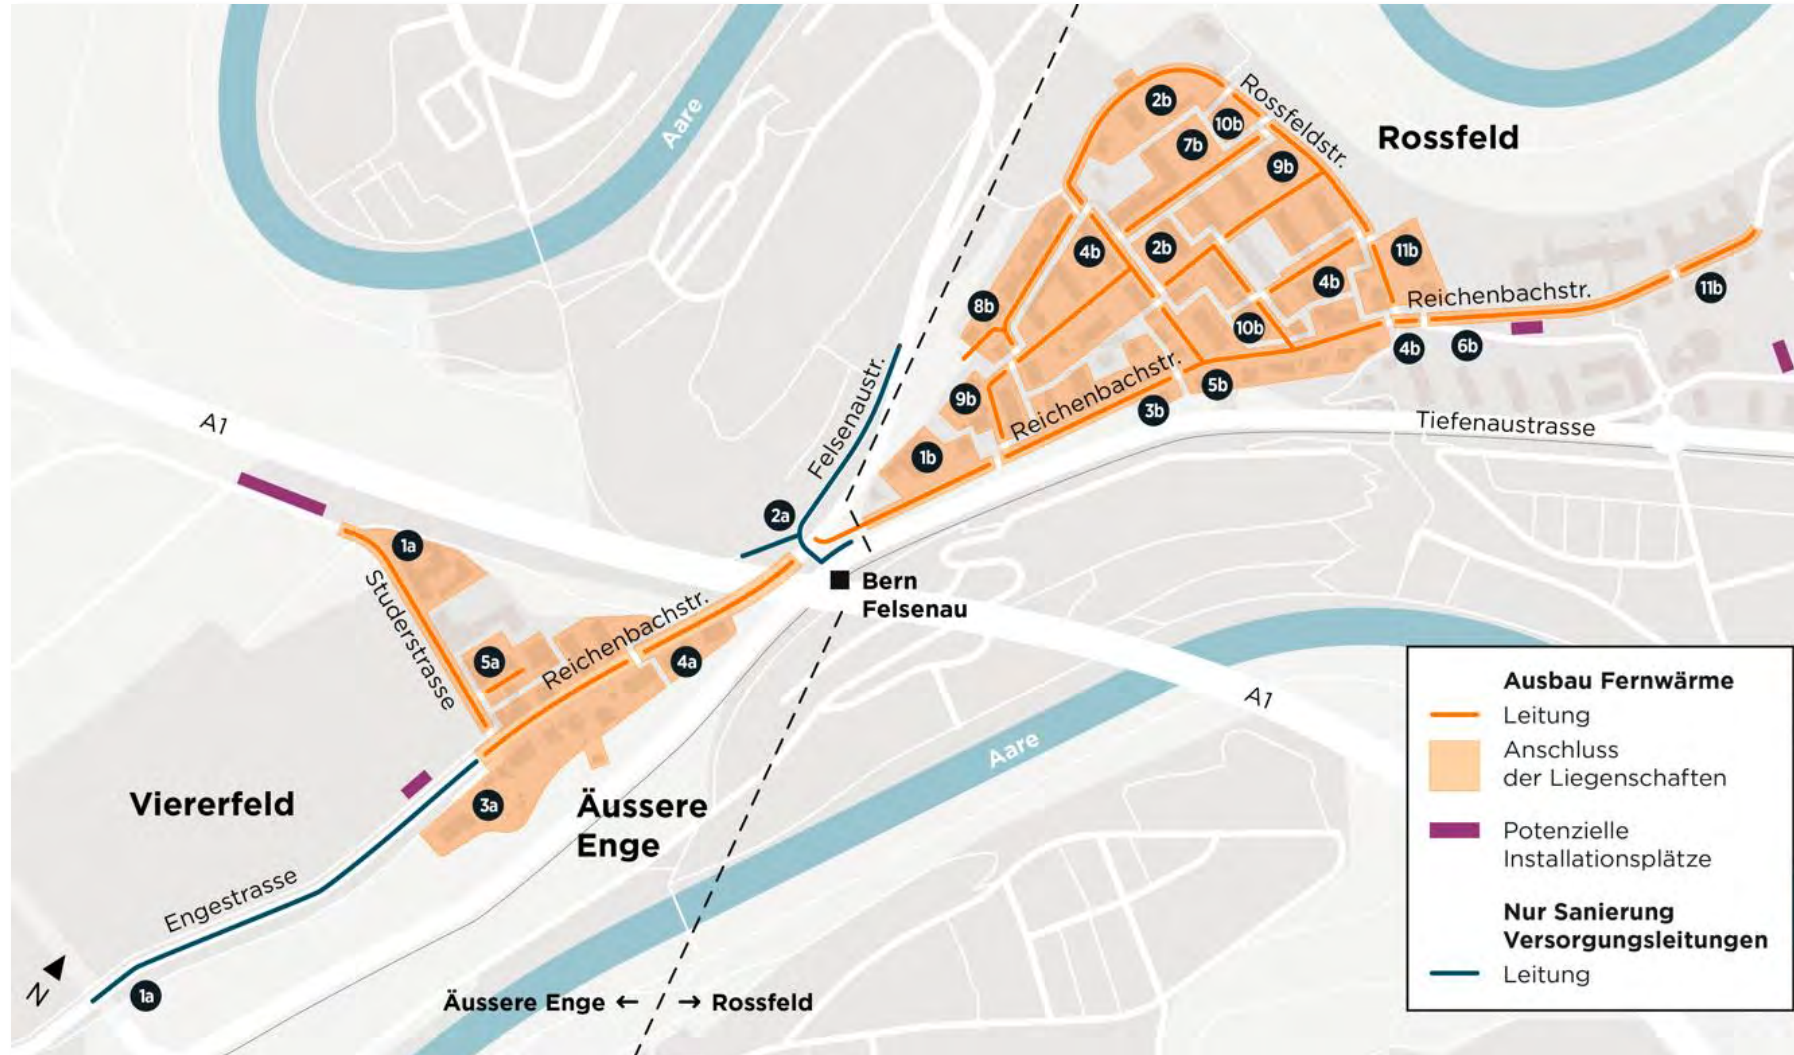 Aare
Rossfeldstr.
Rossfeld
2b
10b
7b
9b
4b
2b
11b
8b
4b
Reichenbachstr.
11b
10b
4b
6b
Felsenaustr.
9b
Reichenbachstr.
5b
3b
Tiefenaustrasse
A1
1b
2a
1a
Bern
Felsenau
Studerstrasse
5a
Reichenbachstr.
4a
A1
Aare
Viererfeld
3a
Äussere
Enge
Engestrasse
N
1a
Äussere Enge ← → Rossfeld
Ausbau Fernwärme
Leitung
Anschluss
der Liegenschaften
Potenzielle
Installationsplätze
Nur Sanierung
Versorgungsleitungen
Leitung